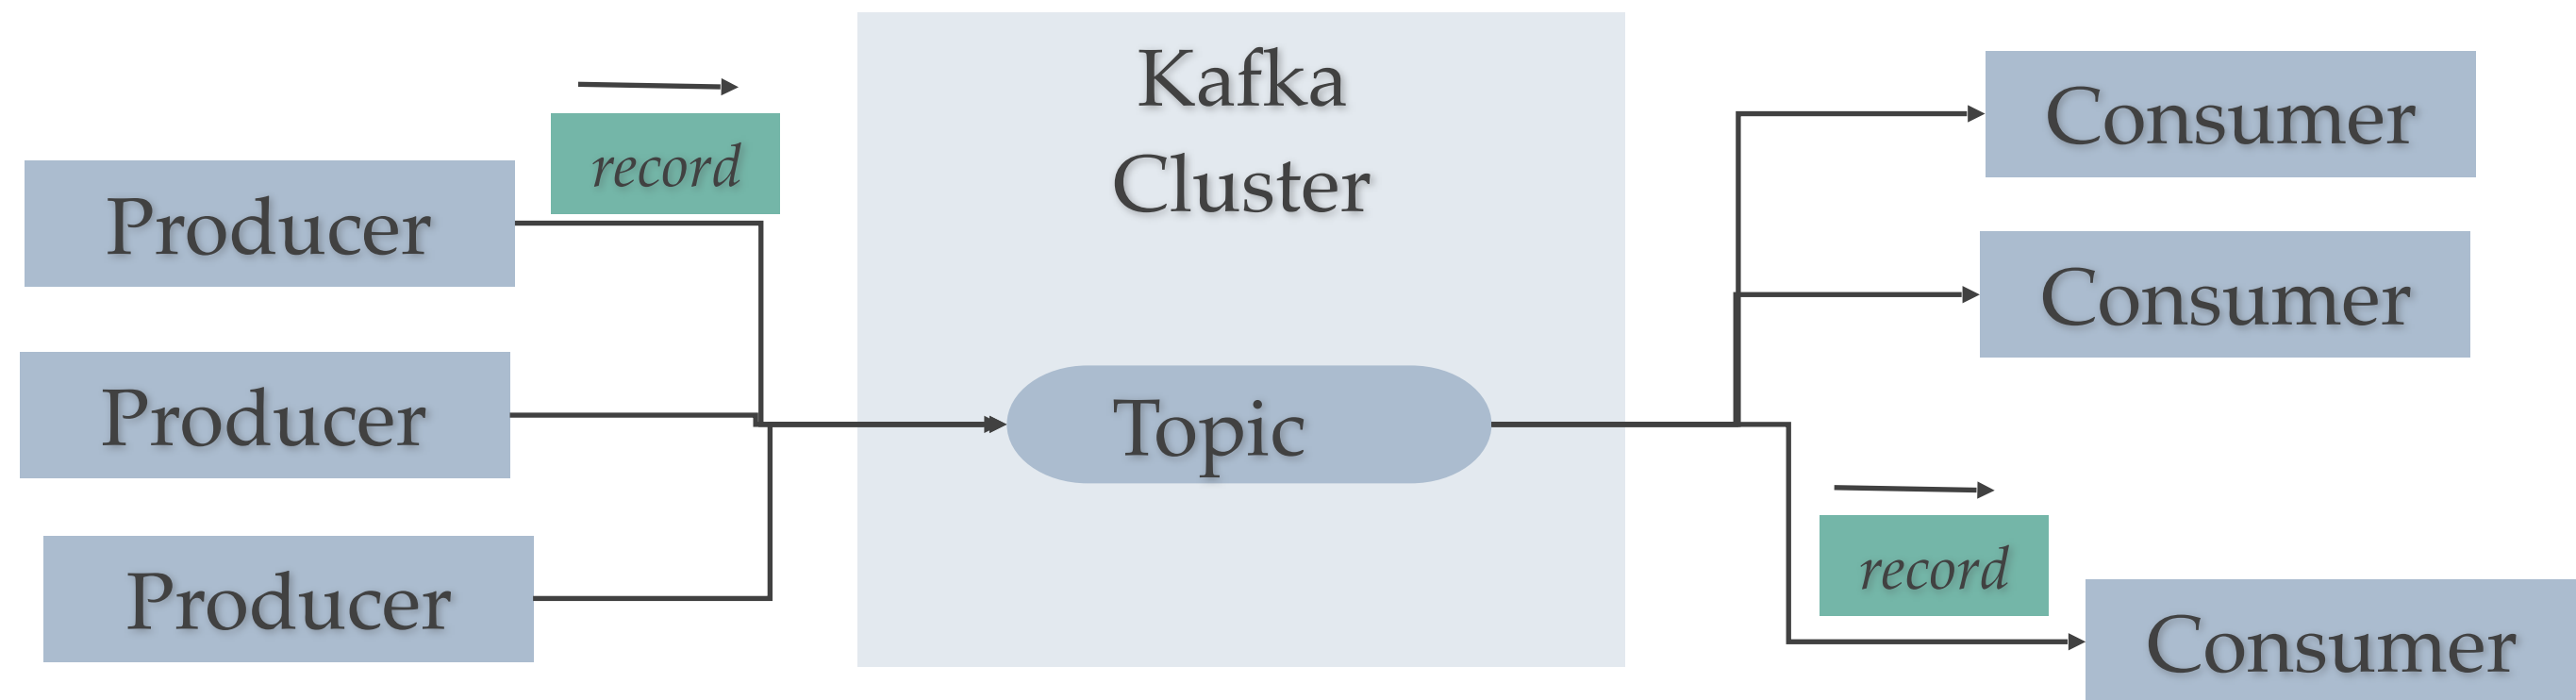 Kafka
Cluster
record
Producer
Producer
Producer
Topic
Consumer
Consumer
record
Consumer